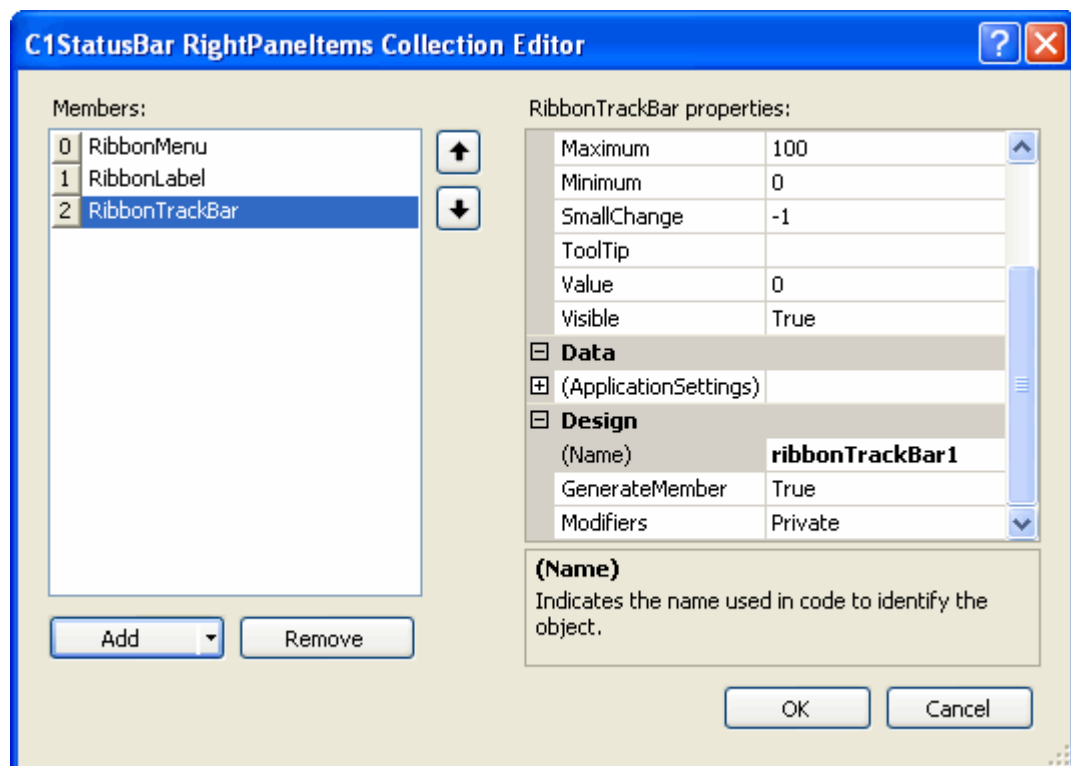 C1StatusBar RightPaneItems Collection Editor
Members:
0 RibbonMenu
1 RibbonLabel
2 RibbonTrackBar
Add
Remove
RibbonTrackBar properties:
Maximum 100
Minimum 0
SmallChange -1
ToolTip
Value 0
Visible True
Data
(ApplicationSettings)
Design
(Name) ribbonTrackBar1
GenerateMember True
Modifiers Private
(Name)
Indicates the name used in code to identify the
object.
OK
Cancel